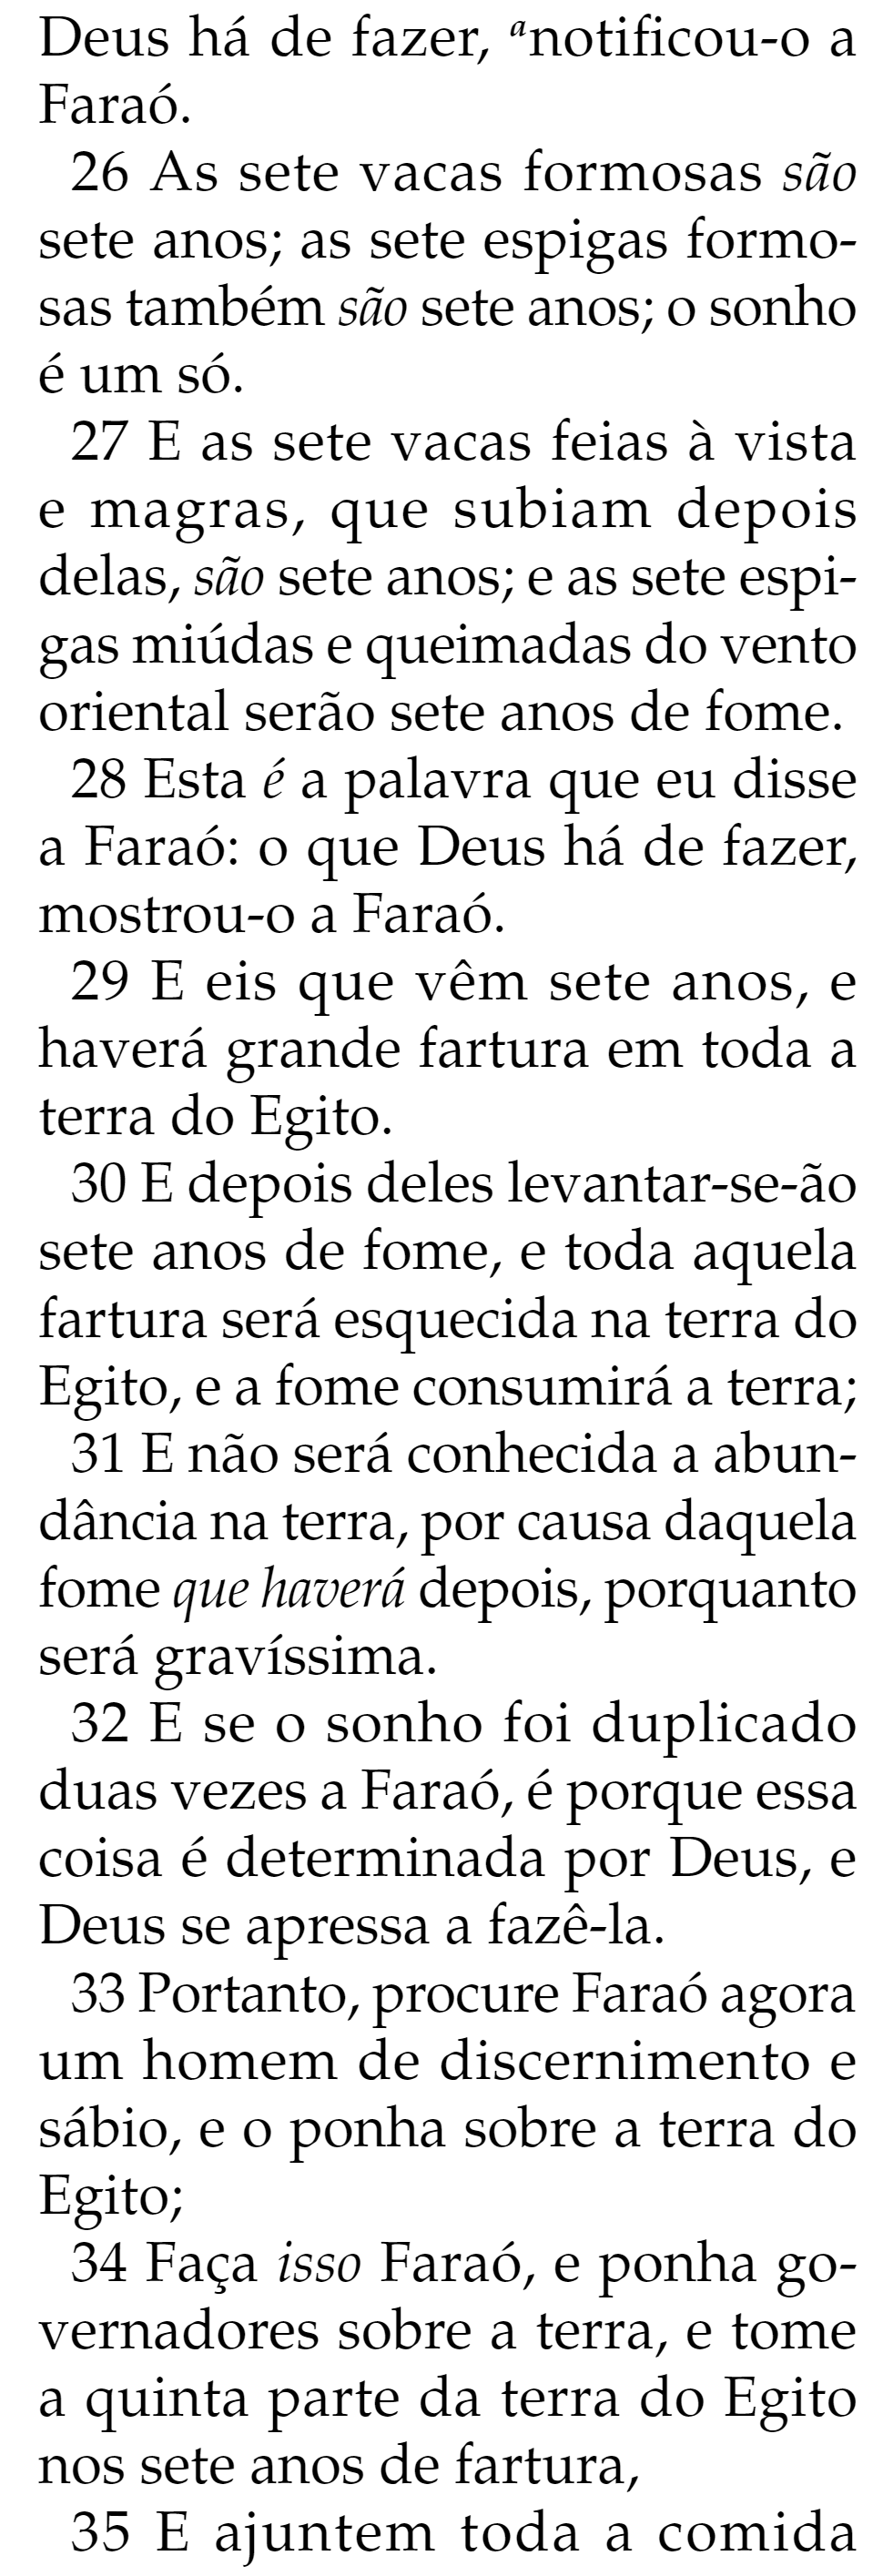 Deus há de fazer, ᵃnotificou-o a
Faraó.
26 As sete vacas formosas são
sete anos; as sete espigas formo-
sas também são sete anos; o sonho
é um só.
27 E as sete vacas feias à vista
e magras, que subiam depois
delas, são sete anos; e as sete espi-
gas miúdas e queimadas do vento
oriental serão sete anos de fome.
28 Esta é a palavra que eu disse
a Faraó: o que Deus há de fazer,
mostrou-o a Faraó.
29 E eis que vêm sete anos, e
haverá grande fartura em toda a
terra do Egito.
30 E depois deles levantar-se-ão
sete anos de fome, e toda aquela
fartura será esquecida na terra do
Egito, e a fome consumirá a terra;
31 E não será conhecida a abun-
dância na terra, por causa daquela
fome que haverá depois, porquanto
será gravíssima.
32 E se o sonho foi duplicado
duas vezes a Faraó, é porque essa
coisa é determinada por Deus, e
Deus se apressa a fazê-la.
33 Portanto, procure Faraó agora
um homem de discernimento e
sábio, e o ponha sobre a terra do
Egito;
34 Faça isso Faraó, e ponha go-
vernadores sobre a terra, e tome
a quinta parte da terra do Egito
nos sete anos de fartura,
35 E ajuntem toda a comida